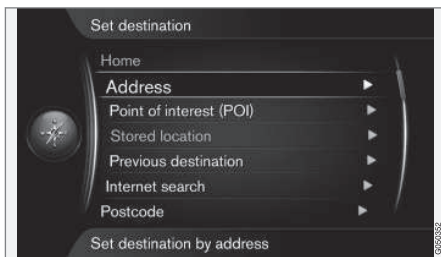 Set destination
Home
Address
Point of interest (POI)
Stored location
Previous destination
Internet search
Postcode
Set destination by address
G050352